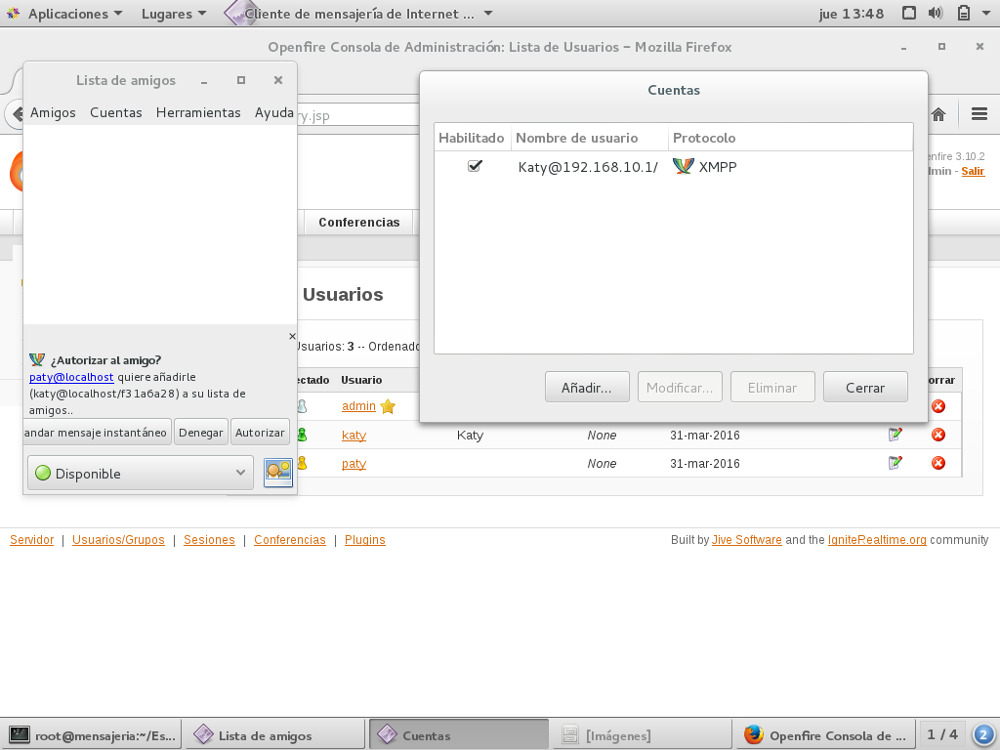 Aplicaciones Lugares Cliente de mensajería de Internet ... jue 13:48
Openfire Consola de Administración: Lista de Usuarios – Mozilla Firefox
Lista de amigos
Amigos Cuentas Herramientas Ayuda
ry.jsp
Cuentas
Habilitado Nombre de usuario Protocolo
Katy@192.168.10.1/ XMPP
Añadir... Modificar... Eliminar Cerrar
enfire 3.10.2
dmin - Salir
Conferencias
Usuarios
Usuarios: 3 -- Ordenado
ectado Usuario orrar
admin
katy Katy None 31-mar-2016
paty None 31-mar-2016
¿Autorizar al amigo?
paty@localhost quiere añadirle
(katy@localhost/f31a6a28) a su lista de
amigos..
andar mensaje instantáneo Denegar Autorizar
Disponible
Servidor | Usuarios/Grupos | Sesiones | Conferencias | Plugins
Built by Jive Software and the IgniteRealtime.org community
root@mensajeria:~/Es... Lista de amigos Cuentas [Imágenes] Openfire Consola de ... 1 / 4 2